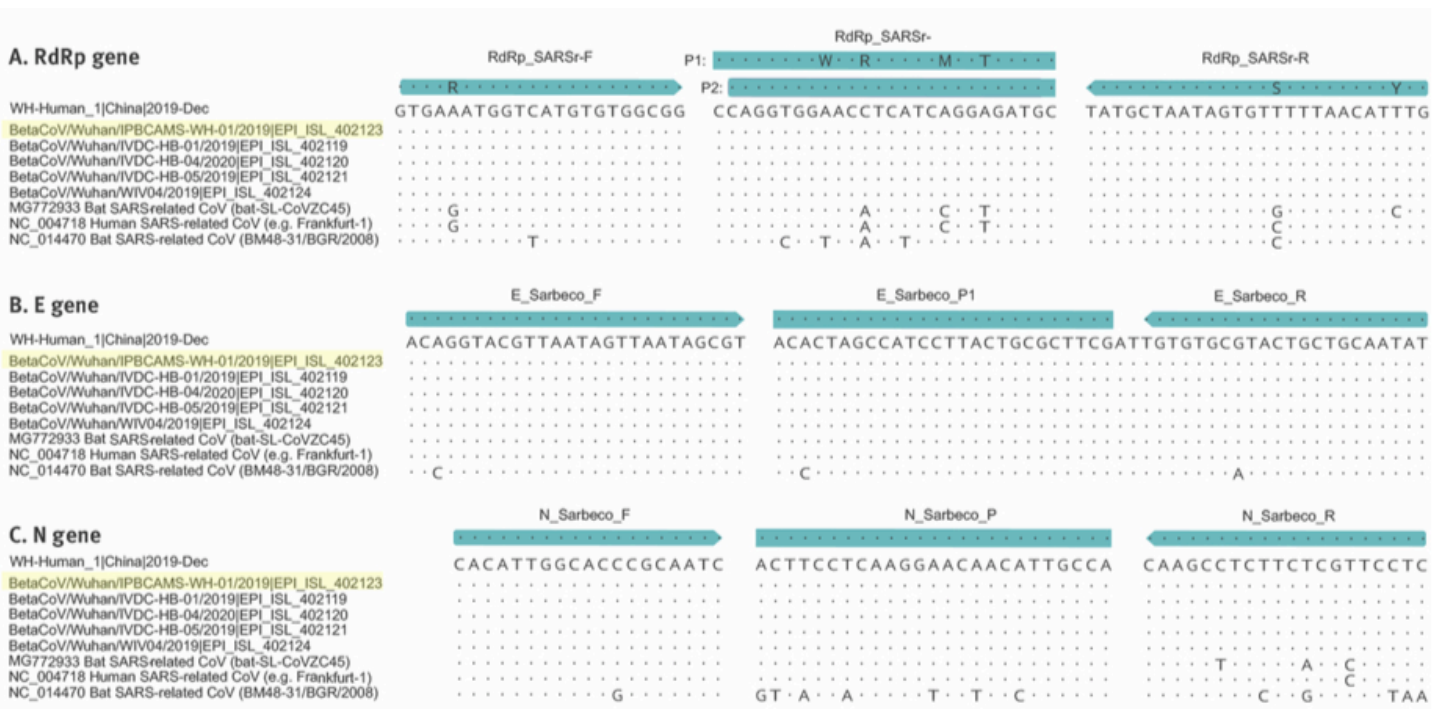 A. RdRp gene
RdRp_SARSr-F
RdRp_SARSr-
RdRp_SARSr-R
P1: W R M T
R P2: S Y
WH-Human_1|China|2019-Dec GTGAAATGGTCATGTGTGGCGG CCAGGTGGAACCTCATCAGGAGATGC TATGCTAATAGTGTTTTTAACATTTG
BetaCoV/Wuhan/IPBCAMS-WH-01/2019|EPI_ISL_402123
BetaCoV/Wuhan/IVDC-HB-01/2019|EPI_ISL_402119
BetaCoV/Wuhan/IVDC-HB-04/2020|EPI_ISL_402120
BetaCoV/Wuhan/IVDC-HB-05/2019|EPI_ISL_402121
BetaCoV/Wuhan/WIV04/2019|EPI_ISL_402124
MG772933 Bat SARS-related CoV (bat-SL-CoVZC45) G A C T G C
NC_004718 Human SARS-related CoV (e.g. Frankfurt-1) G A C T C
NC_014470 Bat SARS-related CoV (BM48-31/BGR/2008) T C T A T C
B. E gene
E_Sarbeco_F E_Sarbeco_P1 E_Sarbeco_R
WH-Human_1|China|2019-Dec ACAGGTACGTTAATAGTTAATAGCGT ACACTAGCCATCCTTACTGCGCTTCGATTGTGTGCGTACTGCTGCAATAT
BetaCoV/Wuhan/IPBCAMS-WH-01/2019|EPI_ISL_402123
BetaCoV/Wuhan/IVDC-HB-01/2019|EPI_ISL_402119
BetaCoV/Wuhan/IVDC-HB-04/2020|EPI_ISL_402120
BetaCoV/Wuhan/IVDC-HB-05/2019|EPI_ISL_402121
BetaCoV/Wuhan/WIV04/2019|EPI_ISL_402124
MG772933 Bat SARS-related CoV (bat-SL-CoVZC45)
NC_004718 Human SARS-related CoV (e.g. Frankfurt-1)
NC_014470 Bat SARS-related CoV (BM48-31/BGR/2008) C C A
C. N gene
N_Sarbeco_F N_Sarbeco_P N_Sarbeco_R
WH-Human_1|China|2019-Dec CACATTGGCACCCGCAATC ACTTCCTCAAGGAACAACATTGCCA CAAGCCTCTTCTCGTTCCTC
BetaCoV/Wuhan/IPBCAMS-WH-01/2019|EPI_ISL_402123
BetaCoV/Wuhan/IVDC-HB-01/2019|EPI_ISL_402119
BetaCoV/Wuhan/IVDC-HB-04/2020|EPI_ISL_402120
BetaCoV/Wuhan/IVDC-HB-05/2019|EPI_ISL_402121
BetaCoV/Wuhan/WIV04/2019|EPI_ISL_402124
MG772933 Bat SARS-related CoV (bat-SL-CoVZC45) T A C
NC_004718 Human SARS-related CoV (e.g. Frankfurt-1) C
NC_014470 Bat SARS-related CoV (BM48-31/BGR/2008) G GT A A T T C C G TAA